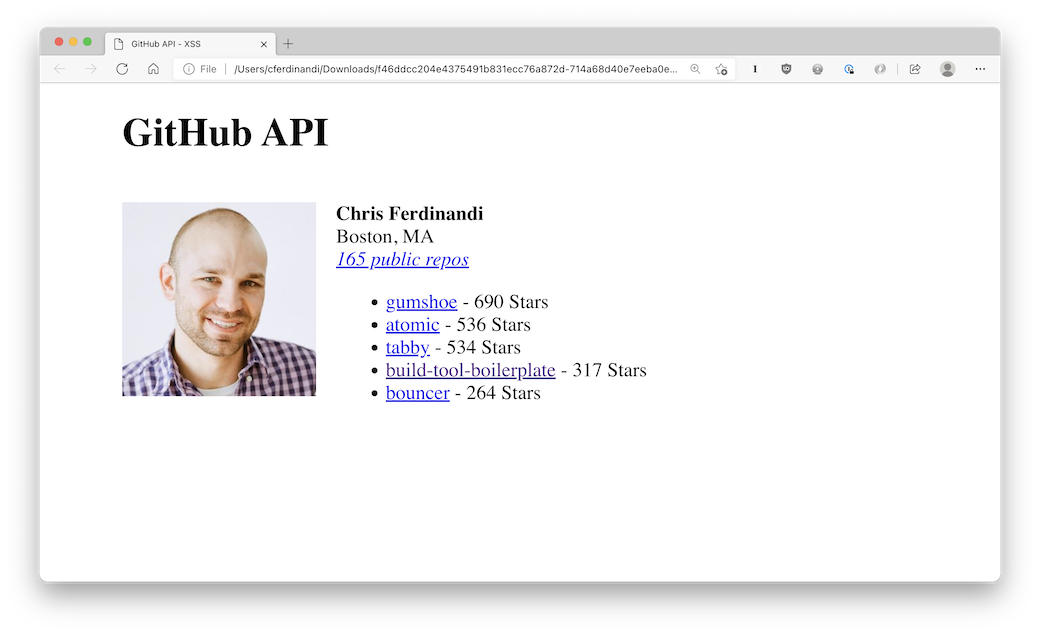 GitHub API - XSS
File
/Users/cferdinandi/Downloads/f46ddcc204e4375491b831ecc76a872d-714a68d40e7eeba0e...
GitHub API
Chris Ferdinandi
Boston, MA
165 public repos
gumshoe - 690 Stars
atomic - 536 Stars
tabby - 534 Stars
build-tool-boilerplate - 317 Stars
bouncer - 264 Stars